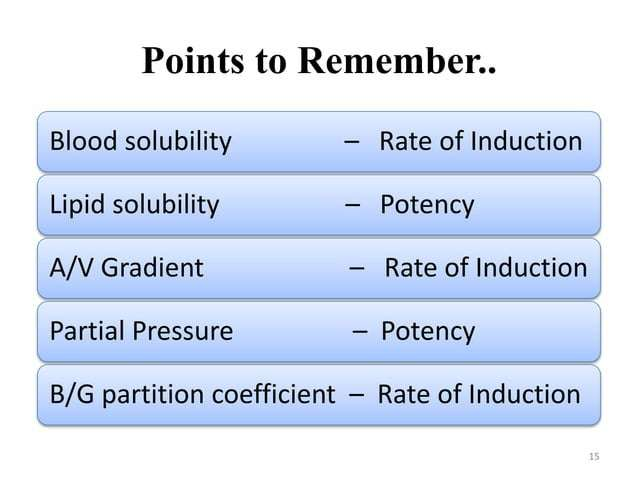 Points to Remember..
Blood solubility – Rate of Induction
Lipid solubility – Potency
A/V Gradient – Rate of Induction
Partial Pressure – Potency
B/G partition coefficient – Rate of Induction
15